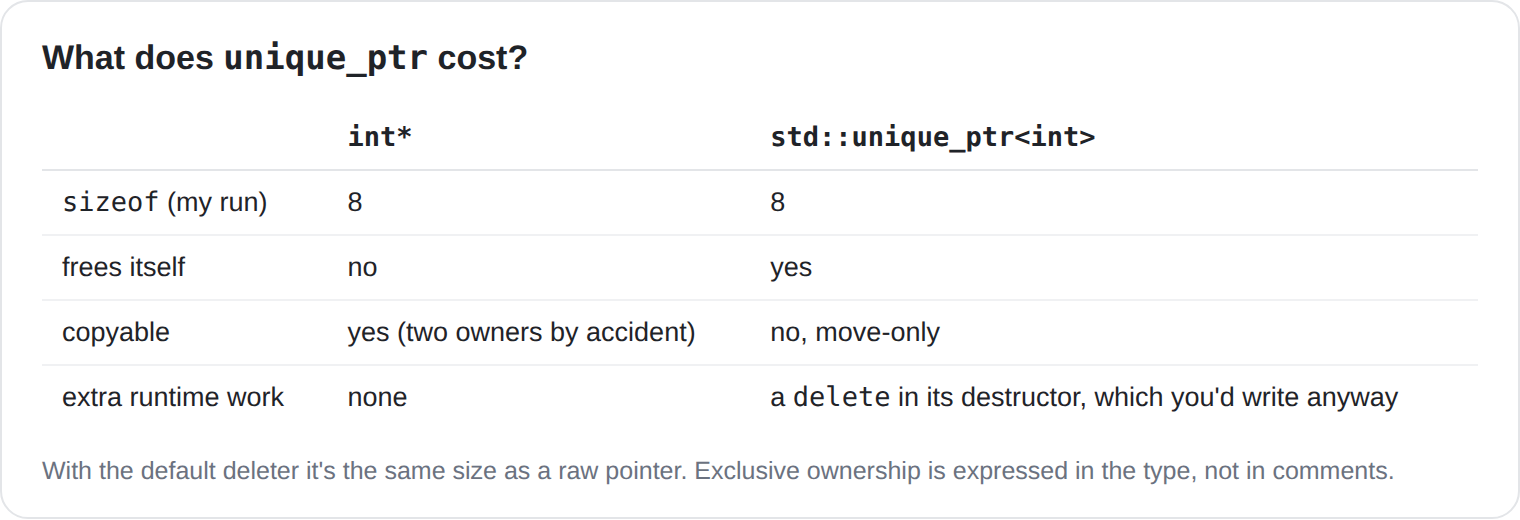 What does unique_ptr cost?
int* std::unique_ptr<int>
sizeof (my run) 8 8
frees itself no yes
copyable yes (two owners by accident) no, move-only
extra runtime work none a delete in its destructor, which you'd write anyway
With the default deleter it's the same size as a raw pointer. Exclusive ownership is expressed in the type, not in comments.